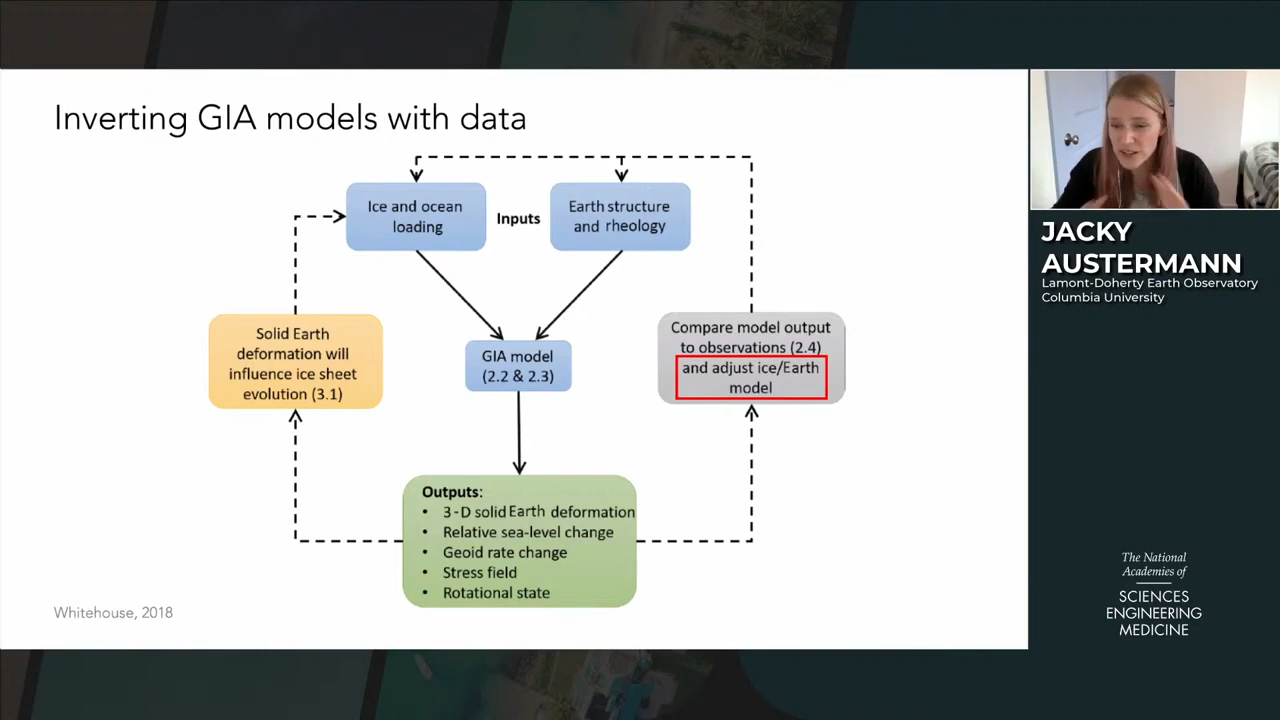 Inverting GIA models with data
Ice and ocean
loading
Inputs
Earth structure
and rheology
Solid Earth
deformation will
influence ice sheet
evolution (3.1)
GIA model
(2.2 & 2.3)
Compare model output
to observations (2.4)
and adjust ice/Earth
model
Outputs:
• 3-D solid Earth deformation
• Relative sea-level change
• Geoid rate change
• Stress field
• Rotational state
Whitehouse, 2018
JACKY
AUSTERMANN
Lamont-Doherty Earth Observatory
Columbia University
The National
Academies of
SCIENCES
ENGINEERING
MEDICINE